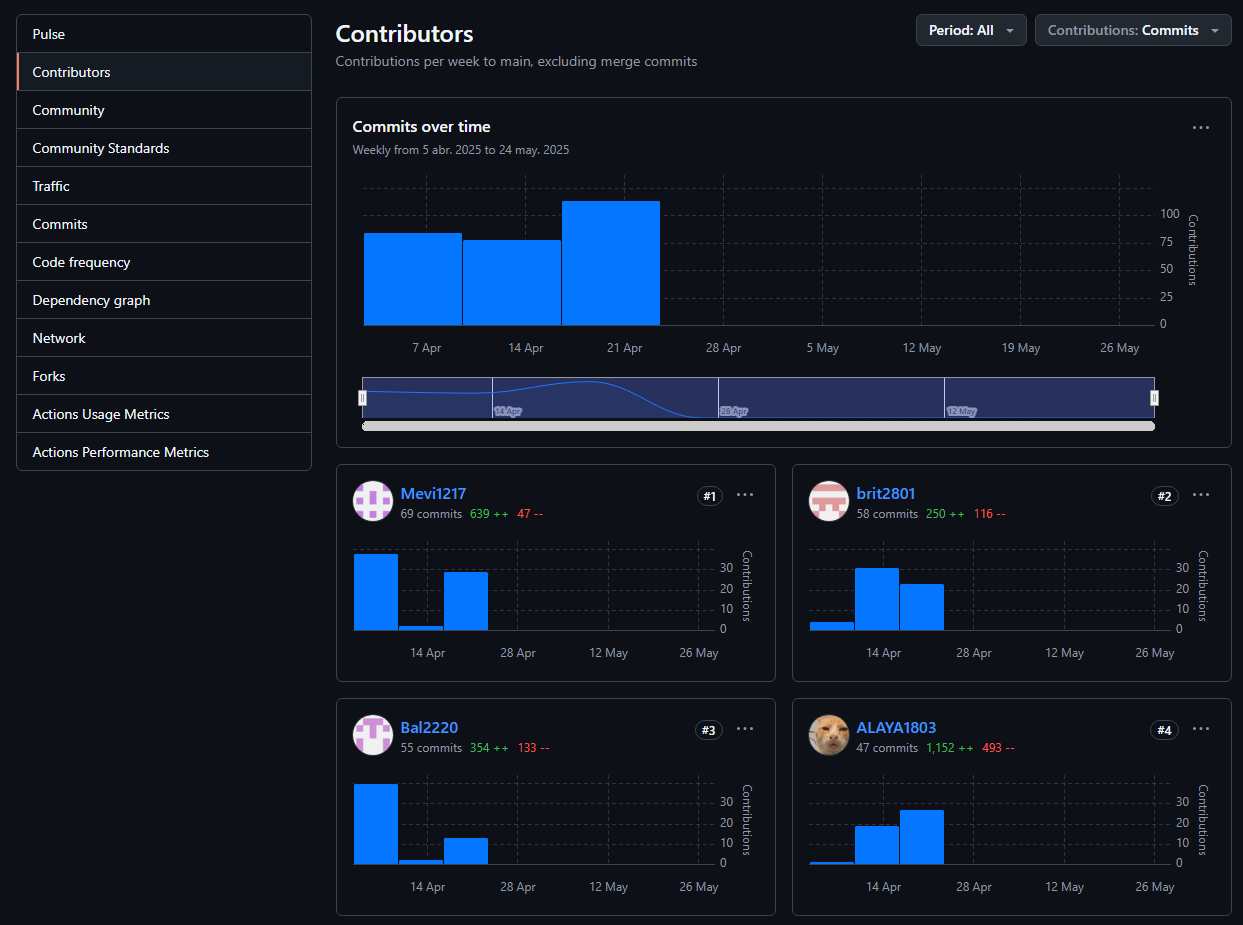 Pulse
Contributors
Community
Community Standards
Traffic
Commits
Code frequency
Dependency graph
Network
Forks
Actions Usage Metrics
Actions Performance Metrics
Contributors
Contributions per week to main, excluding merge commits
Period: All
Contributions: Commits
Commits over time
Weekly from 5 abr. 2025 to 24 may. 2025
100
75
50
25
0
Contributions
7 Apr 14 Apr 21 Apr 28 Apr 5 May 12 May 19 May 26 May
14 Apr 28 Apr 12 May
Mevi1217 #1
69 commits 639 ++ 47 --
30
20
10
0
Contributions
14 Apr 28 Apr 12 May 26 May
brit2801 #2
58 commits 250 ++ 116 --
30
20
10
0
Contributions
14 Apr 28 Apr 12 May 26 May
Bal2220 #3
55 commits 354 ++ 133 --
30
20
10
0
Contributions
14 Apr 28 Apr 12 May 26 May
ALAYA1803 #4
47 commits 1,152 ++ 493 --
30
20
10
0
Contributions
14 Apr 28 Apr 12 May 26 May